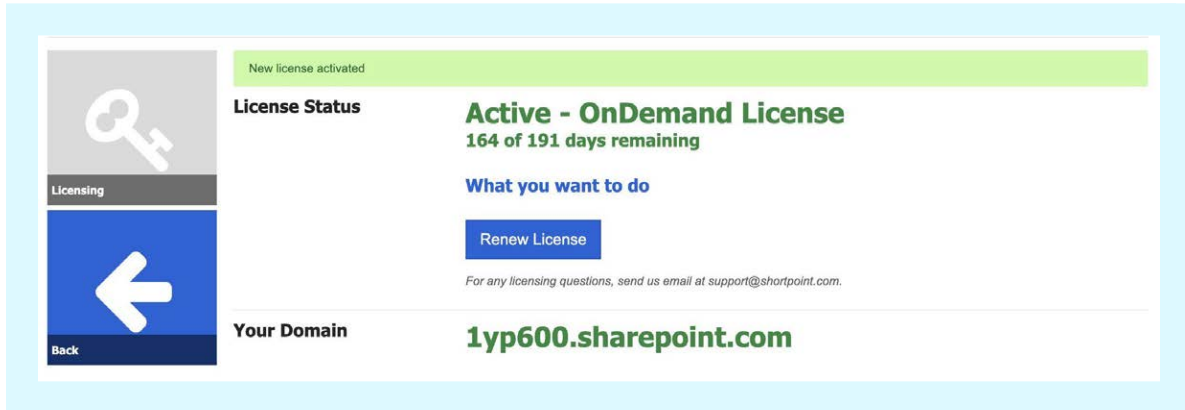 New license activated
Licensing
License Status
Active - OnDemand License
164 of 191 days remaining
What you want to do
Renew License
For any licensing questions, send us email at support@shortpoint.com.
Back
Your Domain
1yp600.sharepoint.com